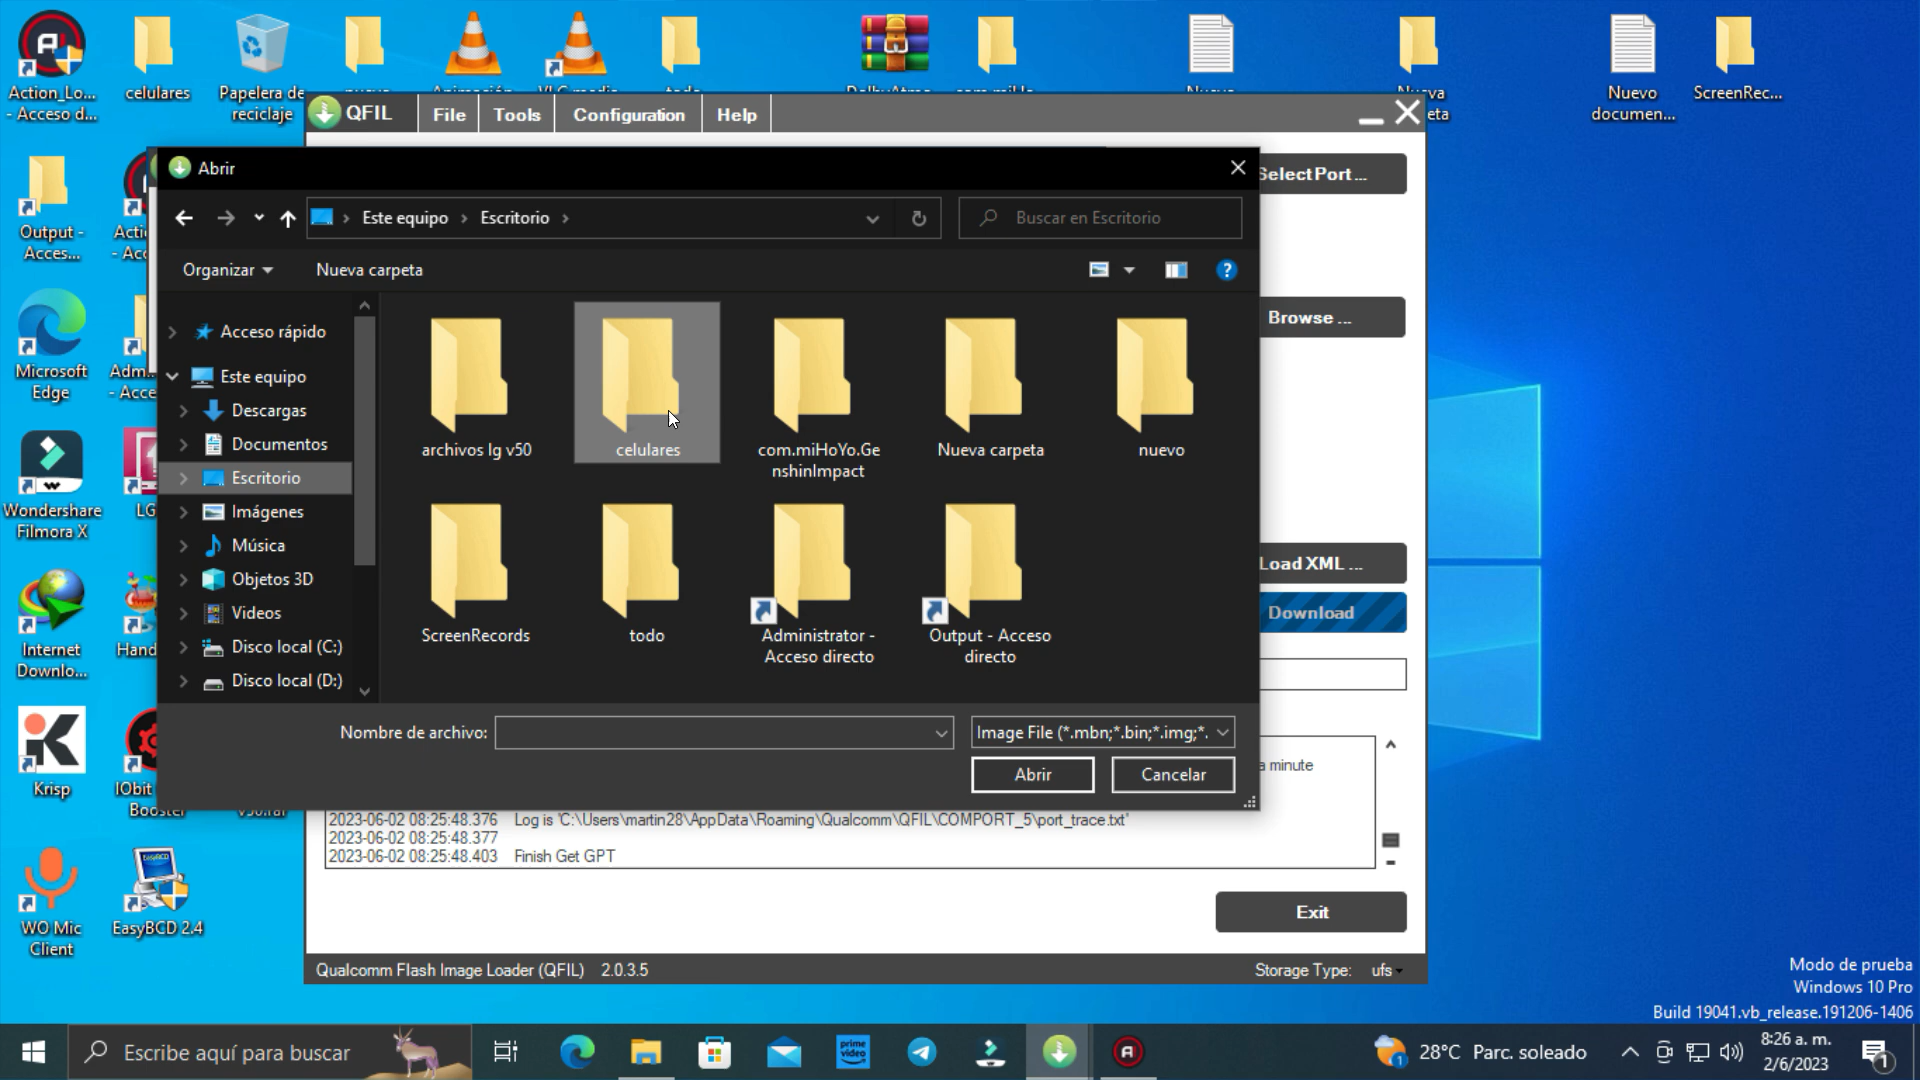 Action_Lo...
- Acceso d...
celulares
Papelera de
reciclaje
Nuevo
documen...
ScreenRec...
QFIL
File
Tools
Configuration
Help
Abrir
Select Port ...
Output -
Acces...
Este equipo
Escritorio
Buscar en Escritorio
Organizar
Nueva carpeta
Browse ...
Microsoft
Edge
Acceso rápido
Este equipo
Descargas
Documentos
Escritorio
Imágenes
Música
Objetos 3D
Videos
Disco local (C:)
Disco local (D:)
archivos lg v50
celulares
com.miHoYo.Ge
nshinImpact
Nueva carpeta
nuevo
ScreenRecords
todo
Administrator -
Acceso directo
Output - Acceso
directo
Wondershare
Filmora X
LG
Load XML ...
Download
Internet
Downlo...
Nombre de archivo:
Image File (*.mbn;*.bin;*.img;*.
Abrir
Cancelar
Krisp
IObit
Booster
a minute
2023-06-02 08:25:48.376 Log is 'C:\Users\martin28\AppData\Roaming\Qualcomm\QFIL\COMPORT_5\port_trace.txt'
2023-06-02 08:25:48.377
2023-06-02 08:25:48.403 Finish Get GPT
WO Mic
Client
EasyBCD 2.4
Exit
Qualcomm Flash Image Loader (QFIL) 2.0.3.5
Storage Type: ufs
Modo de prueba
Windows 10 Pro
Build 19041.vb_release.191206-1406
Escribe aquí para buscar
prime
video
28°C Parc. soleado
8:26 a. m.
2/6/2023
1